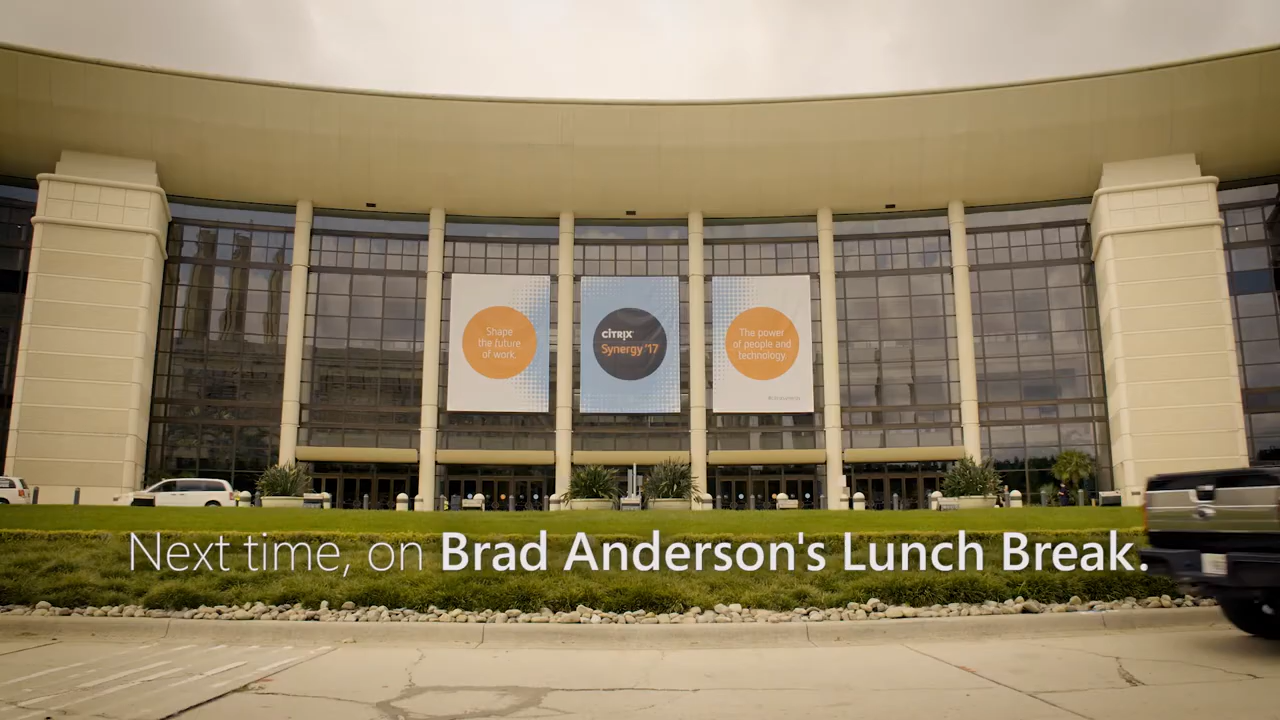 Shape
the future
of work.
CITRIX
Synergy '17
The power
of people and
technology.
Next time, on Brad Anderson's Lunch Break.